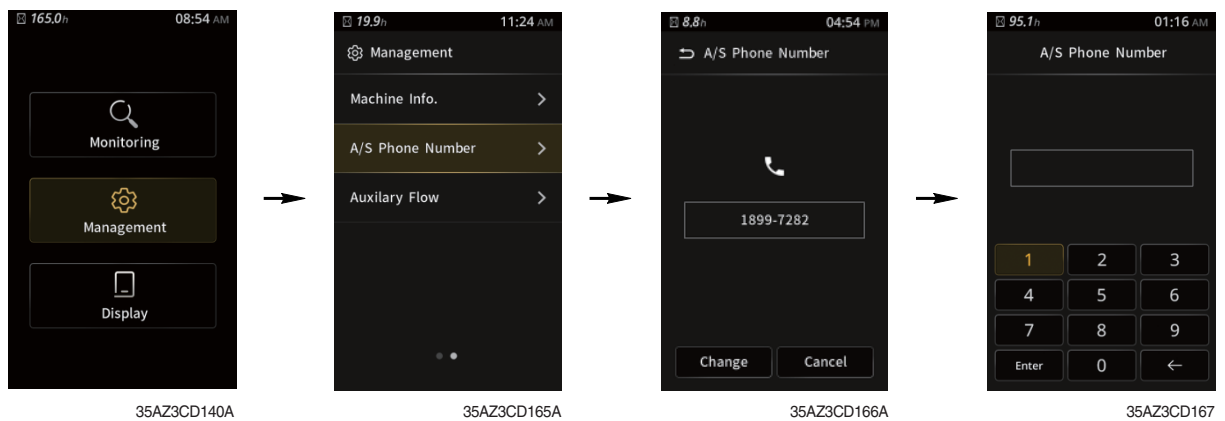 165.0h 08:54 AM
Monitoring
Management
Display
35AZ3CD140A
19.9h 11:24 AM
Management
Machine Info.
A/S Phone Number
Auxilary Flow
35AZ3CD165A
8.8h 04:54 PM
A/S Phone Number
1899-7282
Change Cancel
35AZ3CD166A
95.1h 01:16 AM
A/S Phone Number
1 2 3
4 5 6
7 8 9
Enter 0 ←
35AZ3CD167